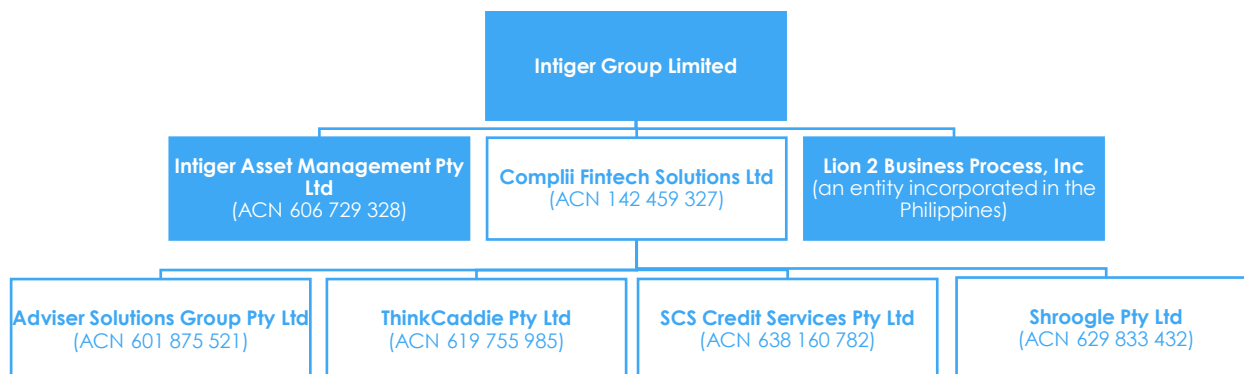 Intiger Group Limited
Intiger Asset Management Pty
Ltd
(ACN 606 729 328)
Complii Fintech Solutions Ltd
(ACN 142 459 327)
Lion 2 Business Process, Inc
(an entity incorporated in the
Philippines)
Adviser Solutions Group Pty Ltd
(ACN 601 875 521)
ThinkCaddie Pty Ltd
(ACN 619 755 985)
SCS Credit Services Pty Ltd
(ACN 638 160 782)
Shroogle Pty Ltd
(ACN 629 833 432)